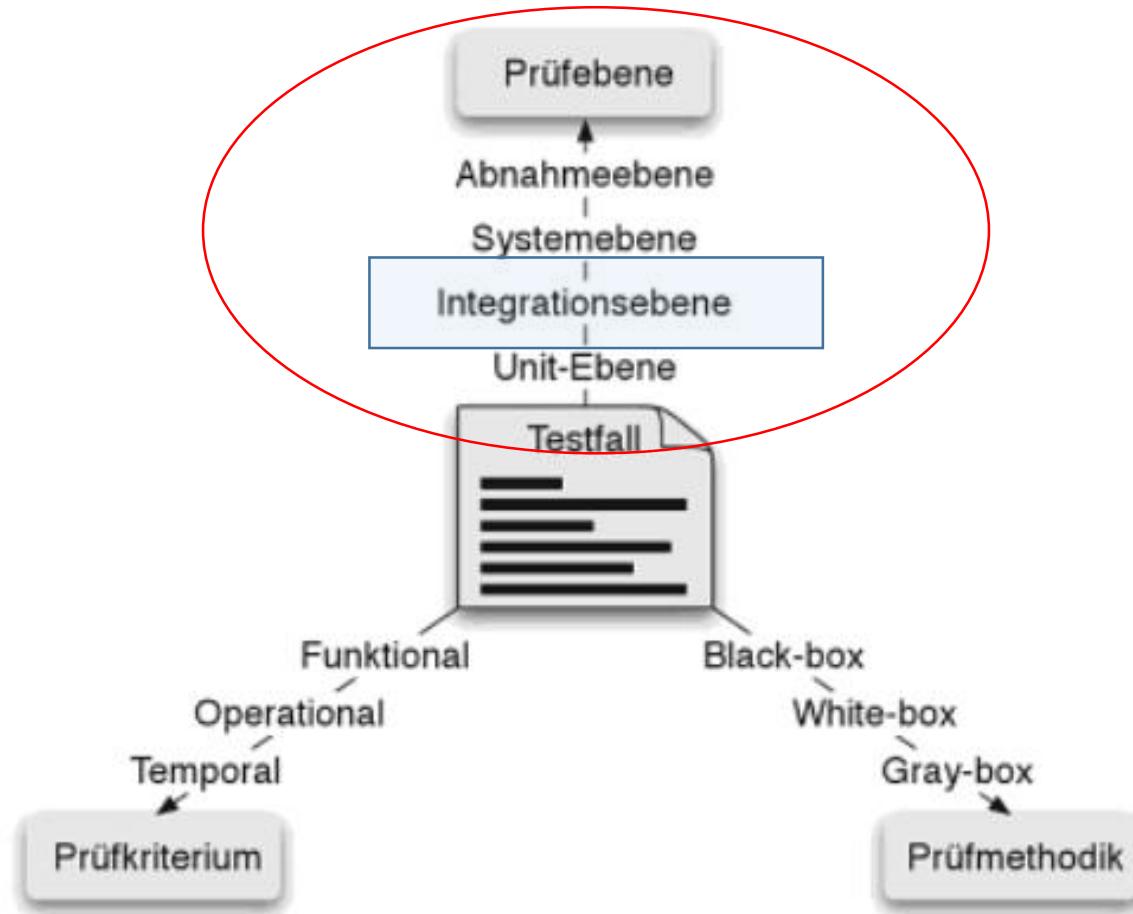 Prüfebene
Abnahmeebene
Systemebene
Integrationsebene
Unit-Ebene
Testfall
Funktional
Black-box
Operational
White-box
Temporal
Gray-box
Prüfkriterium
Prüfmethodik